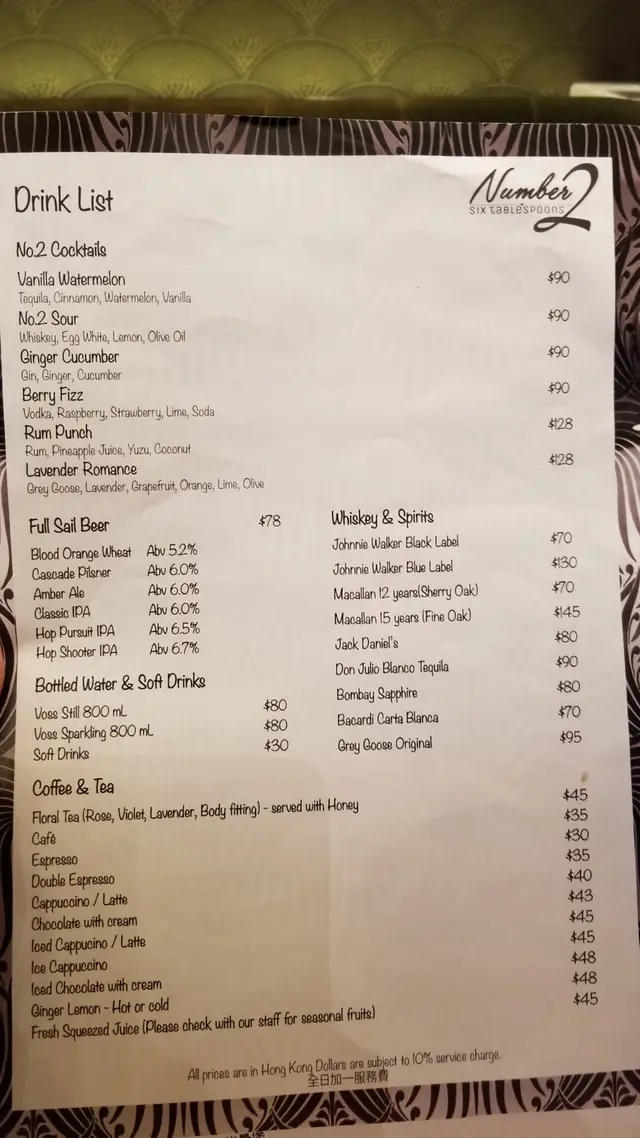 Number 2
SIX TABLESPOONS
Drink List
No.2 Cocktails
Vanilla Watermelon $90
Tequila, Cinnamon, Watermelon, Vanilla
No.2 Sour $90
Whiskey, Egg White, Lemon, Olive Oil
Ginger Cucumber $90
Gin, Ginger, Cucumber
Berry Fizz $90
Vodka, Raspberry, Strawberry, Lime, Soda
Rum Punch $128
Rum, Pineapple Juice, Yuzu, Coconut
Lavender Romance $128
Grey Goose, Lavender, Grapefruit, Orange, Lime, Olive
Full Sail Beer $78
Blood Orange Wheat Abv 5.2%
Cascade Pilsner Abv 6.0%
Amber Ale Abv 6.0%
Classic IPA Abv 6.0%
Hop Pursuit IPA Abv 6.5%
Hop Shooter IPA Abv 6.7%
Bottled Water & Soft Drinks
Voss Still 800 mL $80
Voss Sparkling 800 mL $80
Soft Drinks $30
Whiskey & Spirits
Johnnie Walker Black Label $70
Johnnie Walker Blue Label $130
Macallan 12 years(Sherry Oak) $70
Macallan 15 years (Fine Oak) $145
Jack Daniel's $80
Don Julio Blanco Tequila $90
Bombay Sapphire $80
Bacardi Carta Blanca $70
Grey Goose Original $95
Coffee & Tea
Floral Tea (Rose, Violet, Lavender, Body fitting) - served with Honey $45
Café $35
Espresso $30
Double Espresso $35
Cappuccino / Latte $40
Chocolate with cream $43
Iced Cappucino / Latte $45
Ice Cappuccino $45
Iced Chocolate with cream $48
Ginger Lemon - Hot or cold $48
Fresh Squeezed Juice (Please check with our staff for seasonal fruits) $45
All prices are in Hong Kong Dollars are subject to 10% service charge.
全日加一服務費